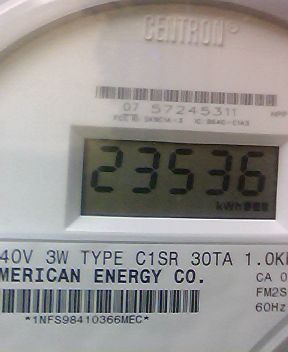 CENTRON®
07 57245311
23536
kWh
40V 3W TYPE C1SR 30TA 1.0K
MERICAN ENERGY CO.
CA 0
FM2S
60Hz
*1NFS98410366MEC*